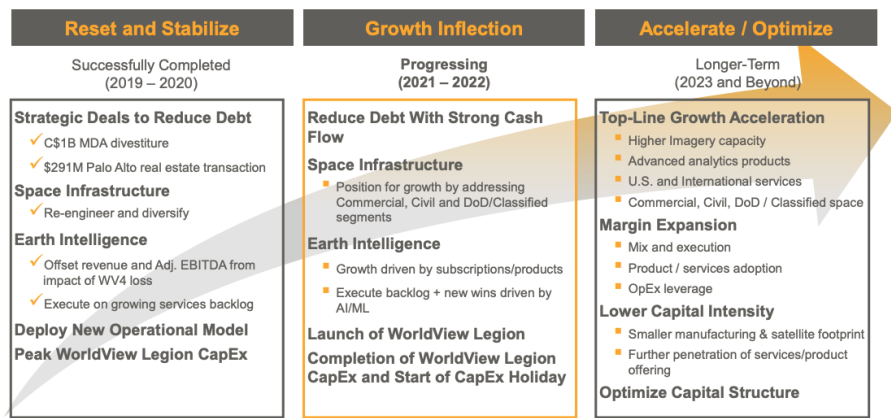 Reset and Stabilize
Successfully Completed
(2019 – 2020)
Strategic Deals to Reduce Debt
C$1B MDA divestiture
$291M Palo Alto real estate transaction
Space Infrastructure
Re-engineer and diversify
Earth Intelligence
Offset revenue and Adj. EBITDA from
impact of WV4 loss
Execute on growing services backlog
Deploy New Operational Model
Peak WorldView Legion CapEx
Growth Inflection
Progressing
(2021 – 2022)
Reduce Debt With Strong Cash
Flow
Space Infrastructure
Position for growth by addressing
Commercial, Civil and DoD/Classified
segments
Earth Intelligence
Growth driven by subscriptions/products
Execute backlog + new wins driven by
AI/ML
Launch of WorldView Legion
Completion of WorldView Legion
CapEx and Start of CapEx Holiday
Accelerate / Optimize
Longer-Term
(2023 and Beyond)
Top-Line Growth Acceleration
Higher Imagery capacity
Advanced analytics products
U.S. and International services
Commercial, Civil, DoD / Classified space
Margin Expansion
Mix and execution
Product / services adoption
OpEx leverage
Lower Capital Intensity
Smaller manufacturing & satellite footprint
Further penetration of services/product
offering
Optimize Capital Structure